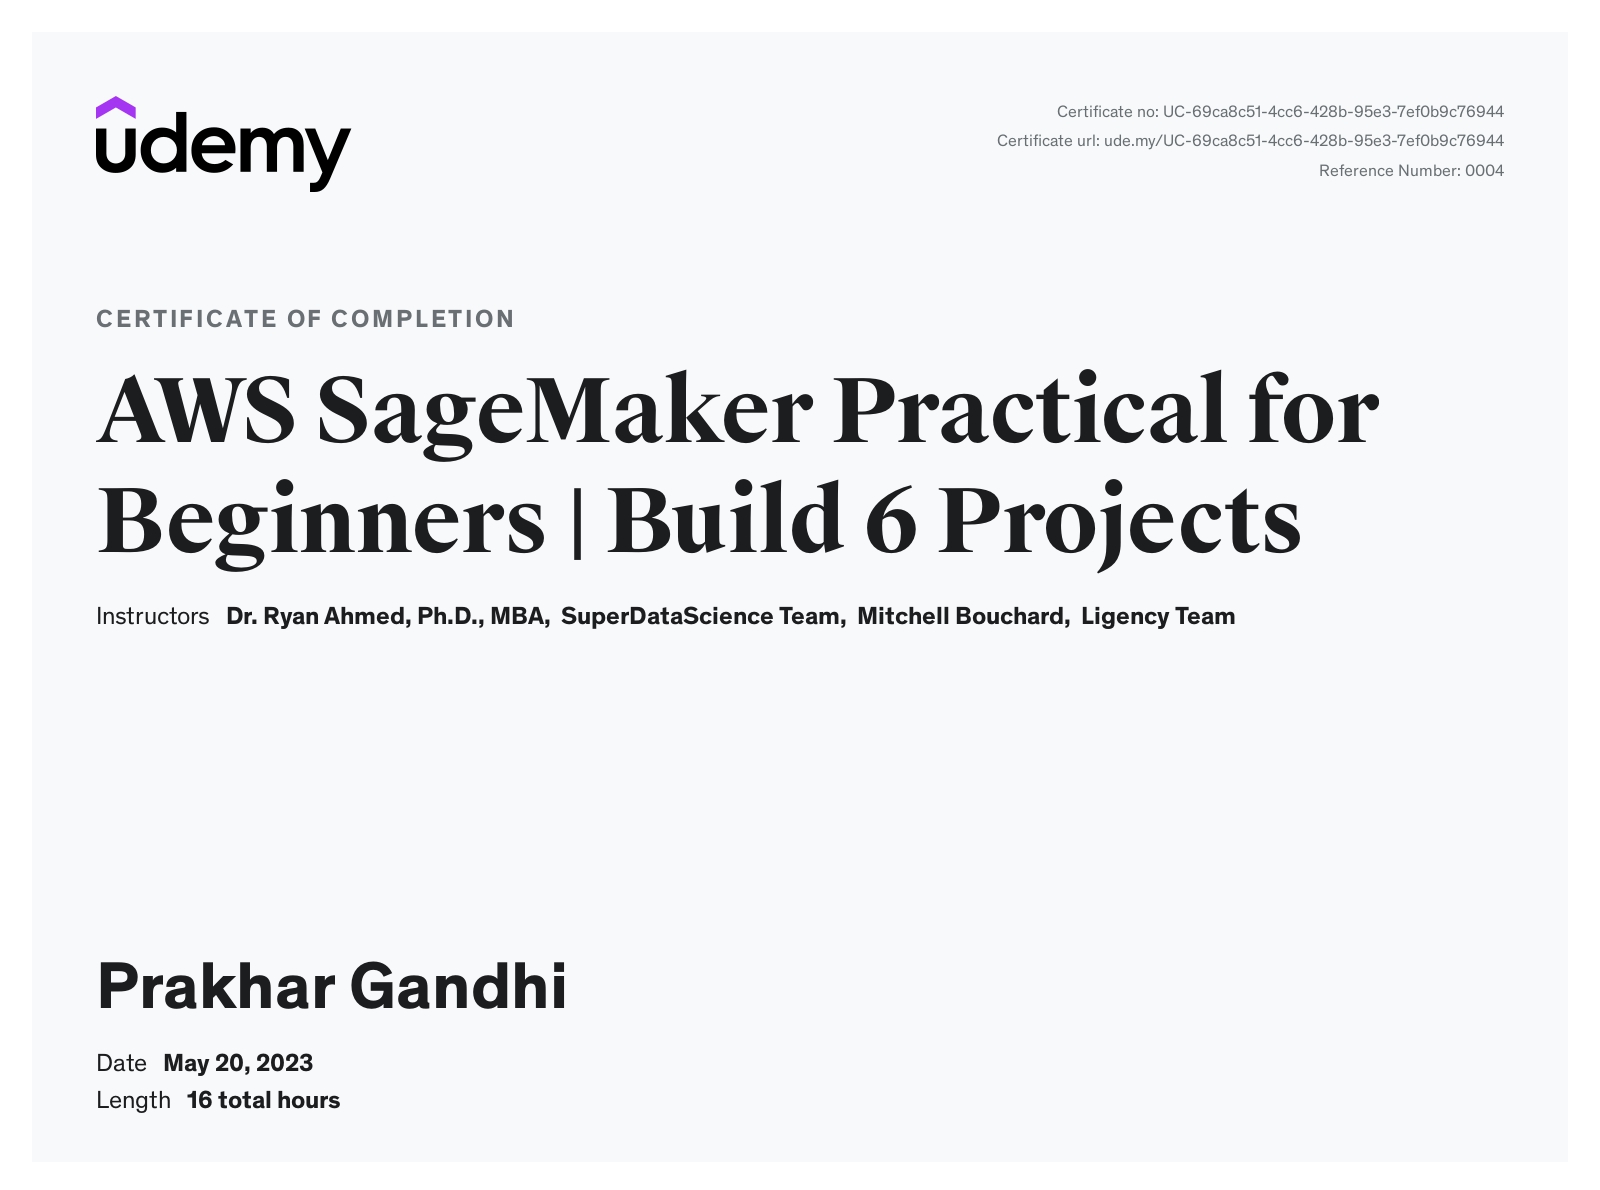 udemy
Certificate no: UC-69ca8c51-4cc6-428b-95e3-7ef0b9c76944
Certificate url: ude.my/UC-69ca8c51-4cc6-428b-95e3-7ef0b9c76944
Reference Number: 0004
CERTIFICATE OF COMPLETION
AWS SageMaker Practical for
Beginners | Build 6 Projects
Instructors Dr. Ryan Ahmed, Ph.D., MBA, SuperDataScience Team, Mitchell Bouchard, Ligency Team
Prakhar Gandhi
Date May 20, 2023
Length 16 total hours